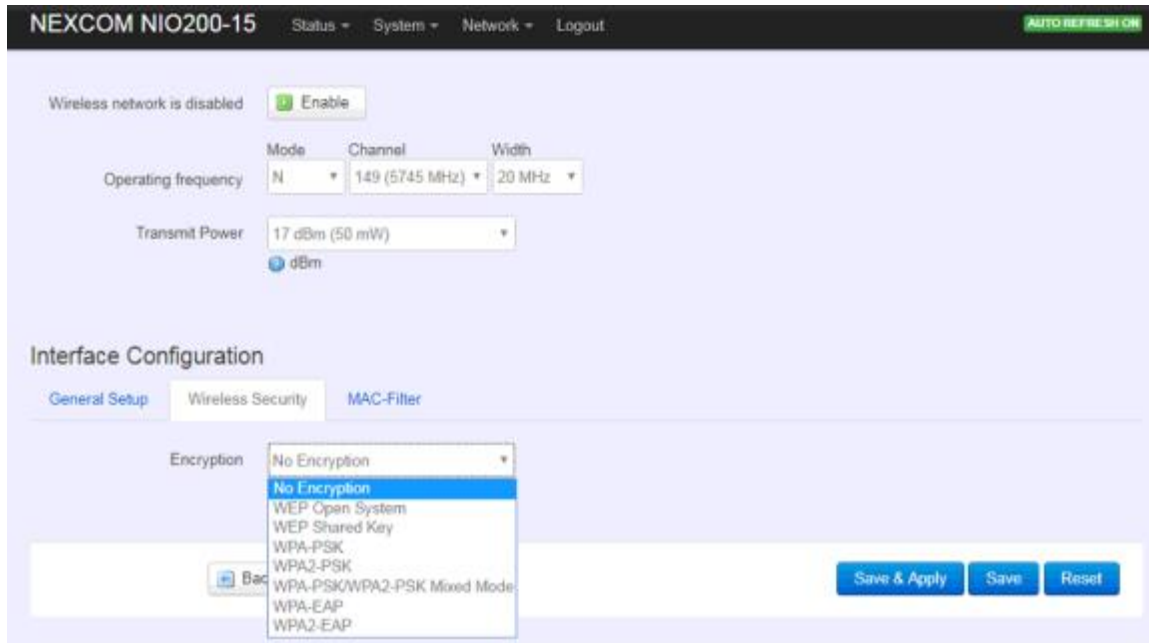 NEXCOM NIO200-15 Status System Network Logout AUTO REFRESH ON
Wireless network is disabled Enable
Mode Channel Width
Operating frequency N 149 (5745 MHz) 20 MHz
Transmit Power 17 dBm (50 mW)
dBm
Interface Configuration
General Setup Wireless Security MAC-Filter
Encryption No Encryption
No Encryption
WEP Open System
WEP Shared Key
WPA-PSK
WPA2-PSK
Bac WPA-PSK/WPA2-PSK Mixed Mode Save & Apply Save Reset
WPA-EAP
WPA2-EAP